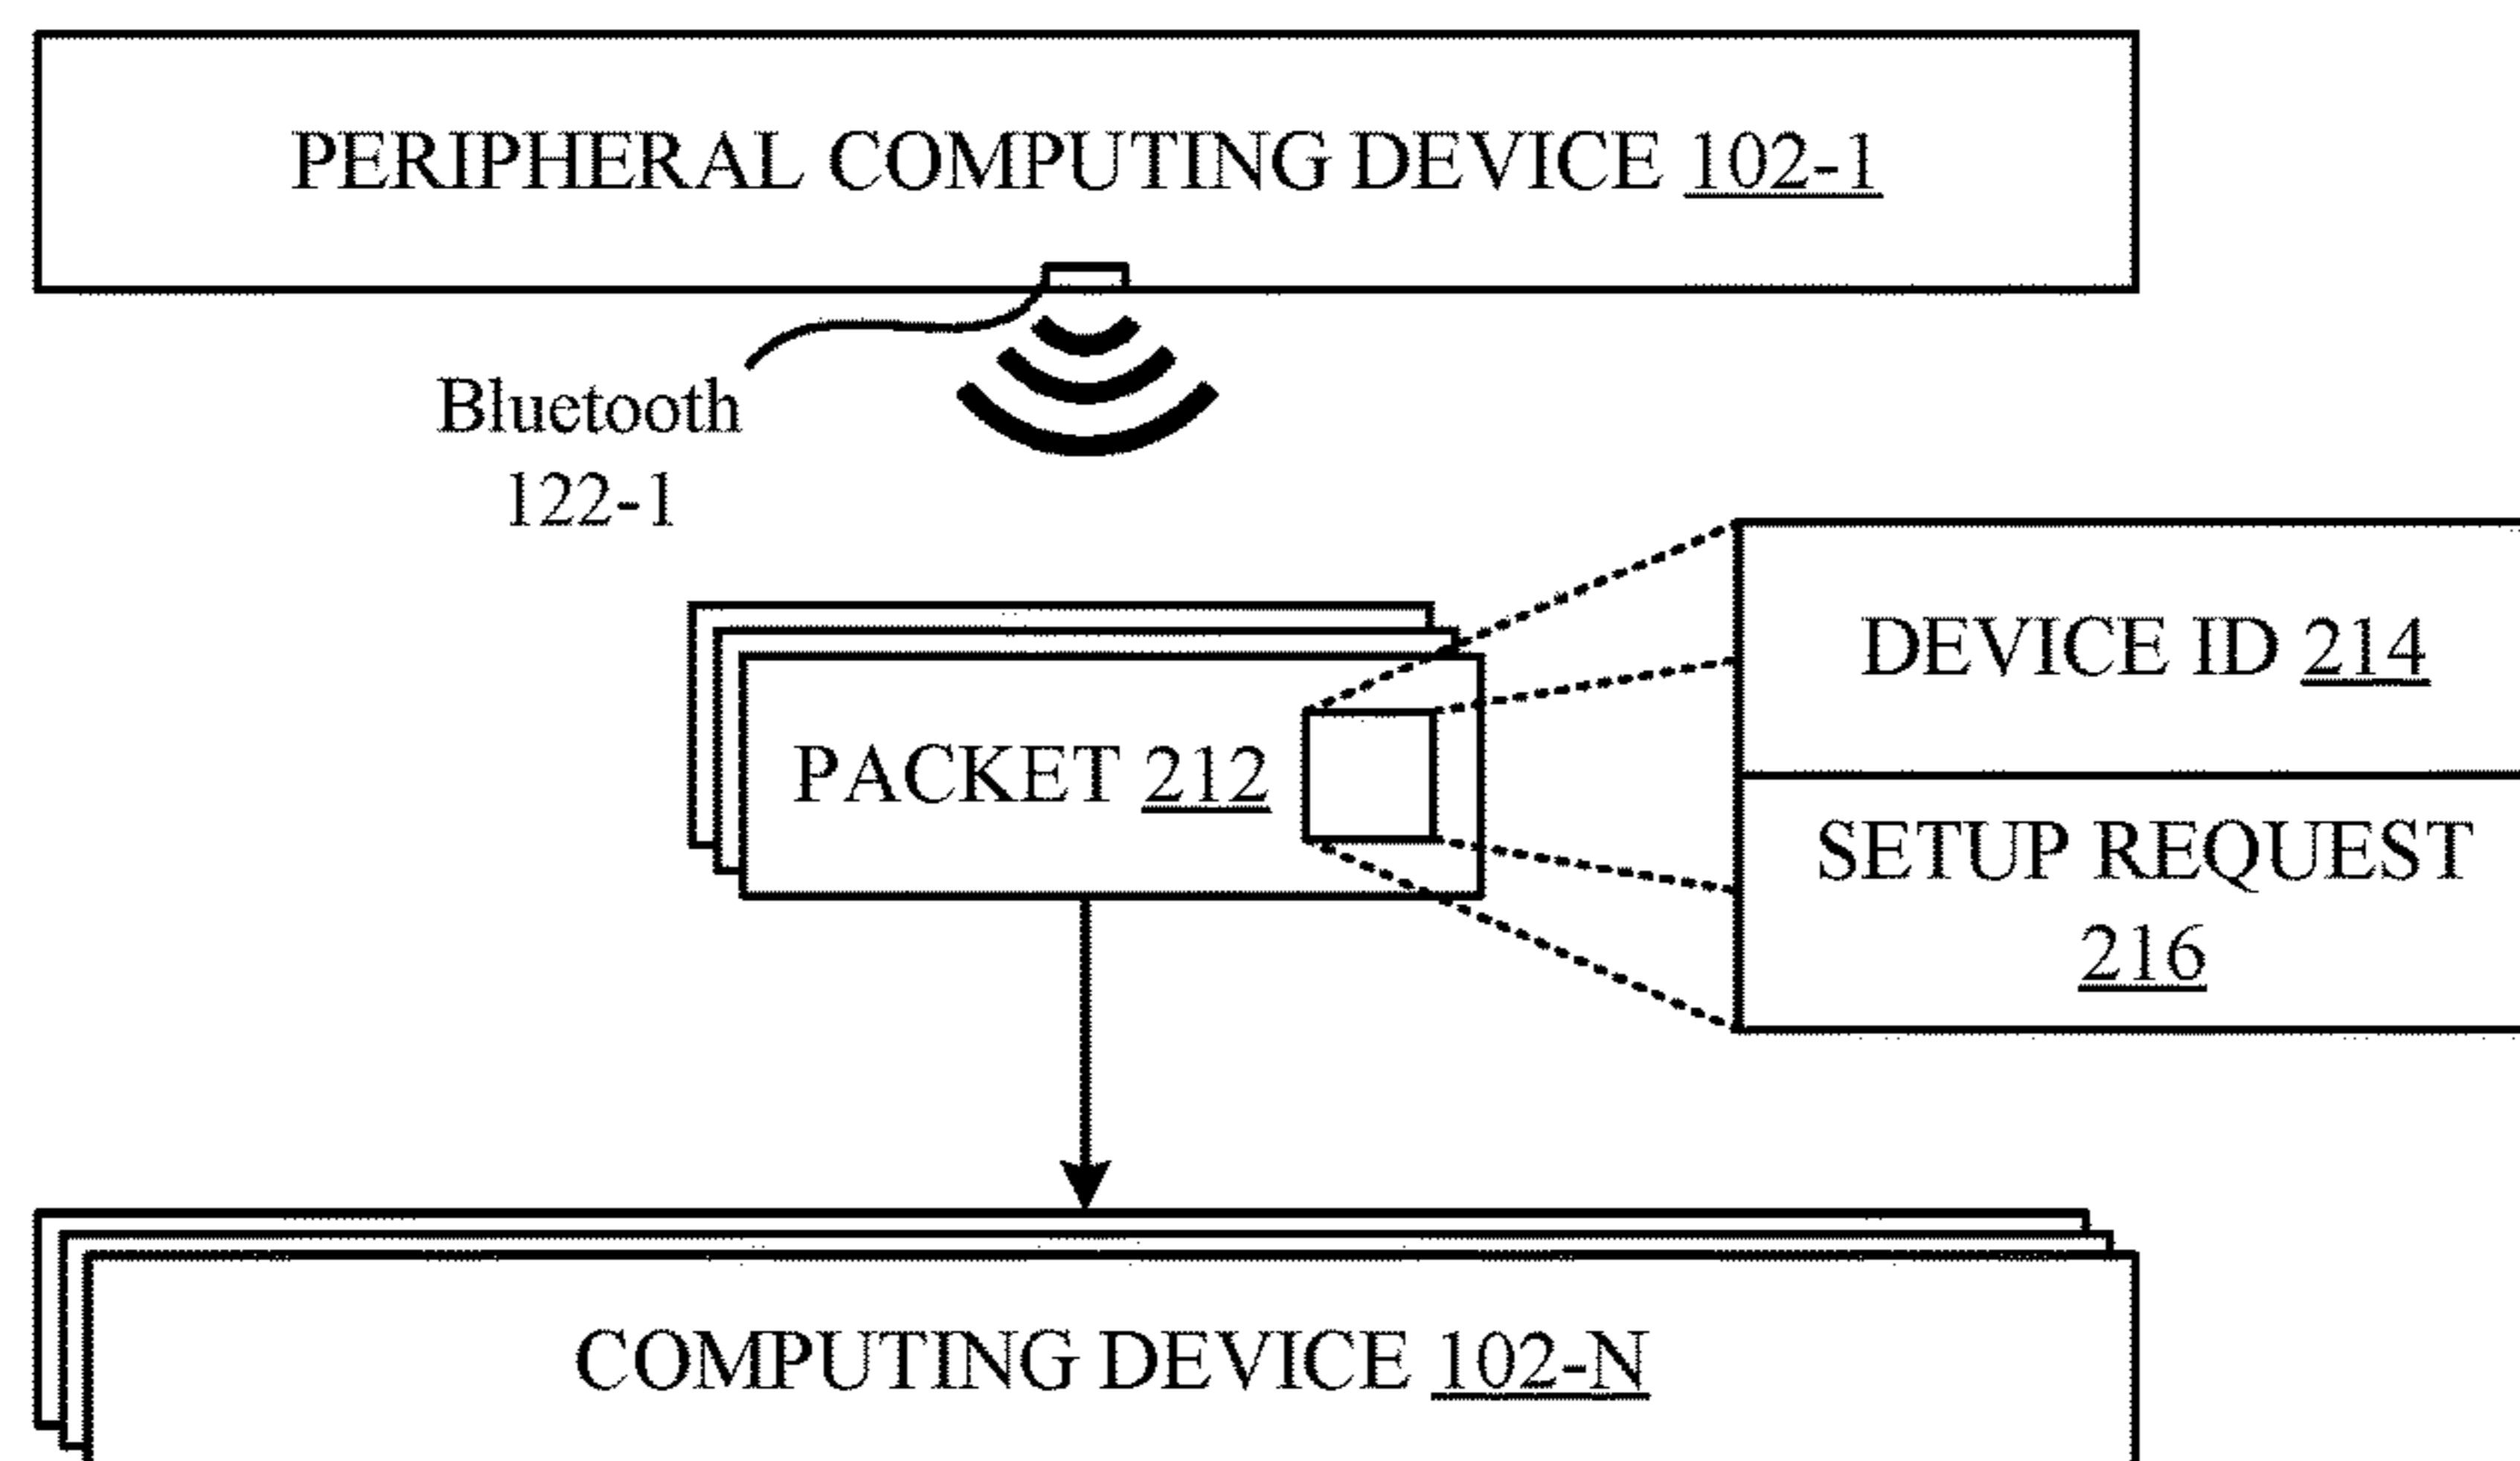 PERIPHERAL COMPUTING DEVICE 102-1
Bluetooth
122-1
DEVICE ID 214
PACKET 212
SETUP REQUEST
216
COMPUTING DEVICE 102-N